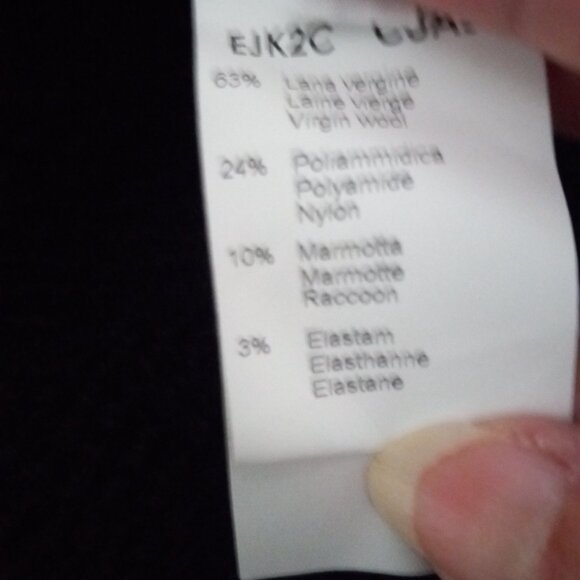 EJK2C
63% Lana vergine
Laine vierge
Virgin wool
24% Poliammidica
Polyamide
Nylon
10% Marmotta
Marmotte
Raccoon
3% Elastam
Elasthanne
Elastane